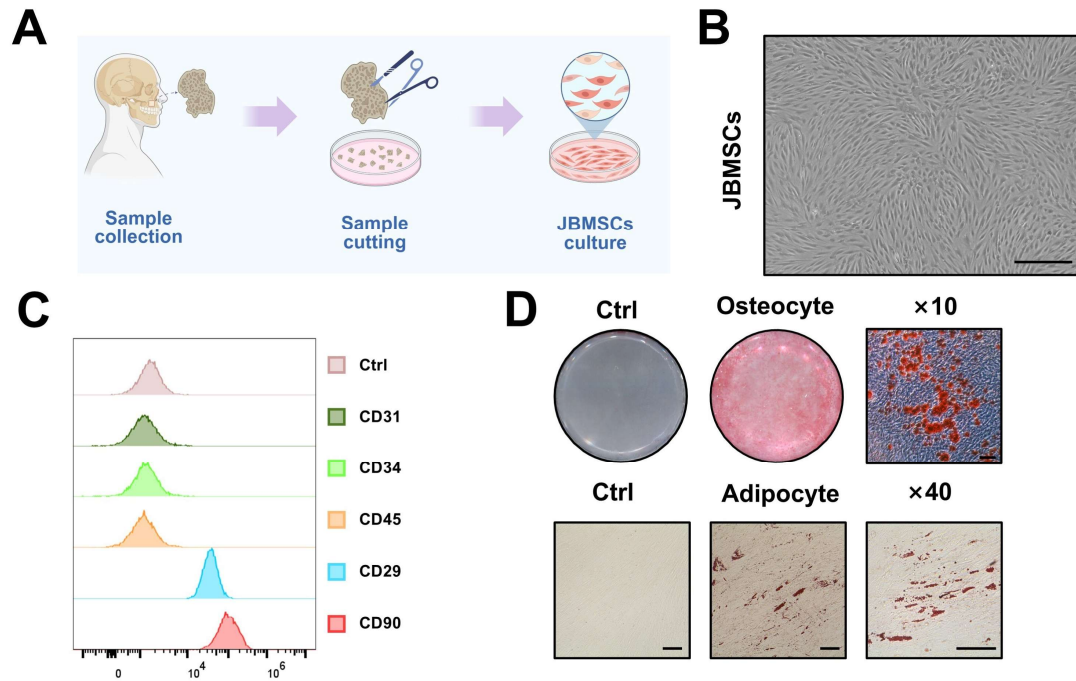 A
Sample
collection
Sample
cutting
JBMSCs
culture
B
JBMSCs
C
Ctrl
CD31
CD34
CD45
CD29
CD90
0
10⁴
10⁶
D
Ctrl
Osteocyte
×10
Ctrl
Adipocyte
×40